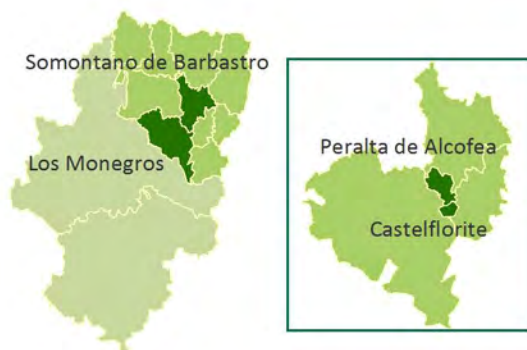 Somontano de Barbastro
Los Monegros
Peralta de Alcofea
Castelflorite